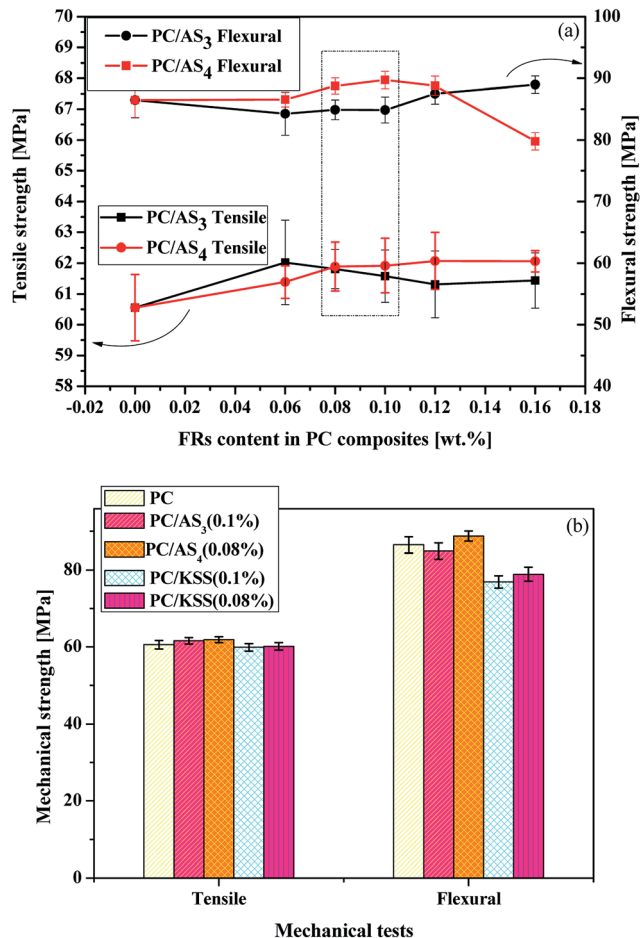 (a)
PC/AS3 Flexural
PC/AS4 Flexural
PC/AS3 Tensile
PC/AS4 Tensile
Tensile strength [MPa]
70
69
68
67
66
65
64
63
62
61
60
59
58
Flexural strength [MPa]
100
90
80
70
60
50
40
-0.02 0.00 0.02 0.04 0.06 0.08 0.10 0.12 0.14 0.16 0.18
FRs content in PC composites [wt.%]
(b)
PC
PC/AS3(0.1%)
PC/AS4(0.08%)
PC/KSS(0.1%)
PC/KSS(0.08%)
Mechanical strength [MPa]
80
60
40
20
0
Tensile Flexural
Mechanical tests